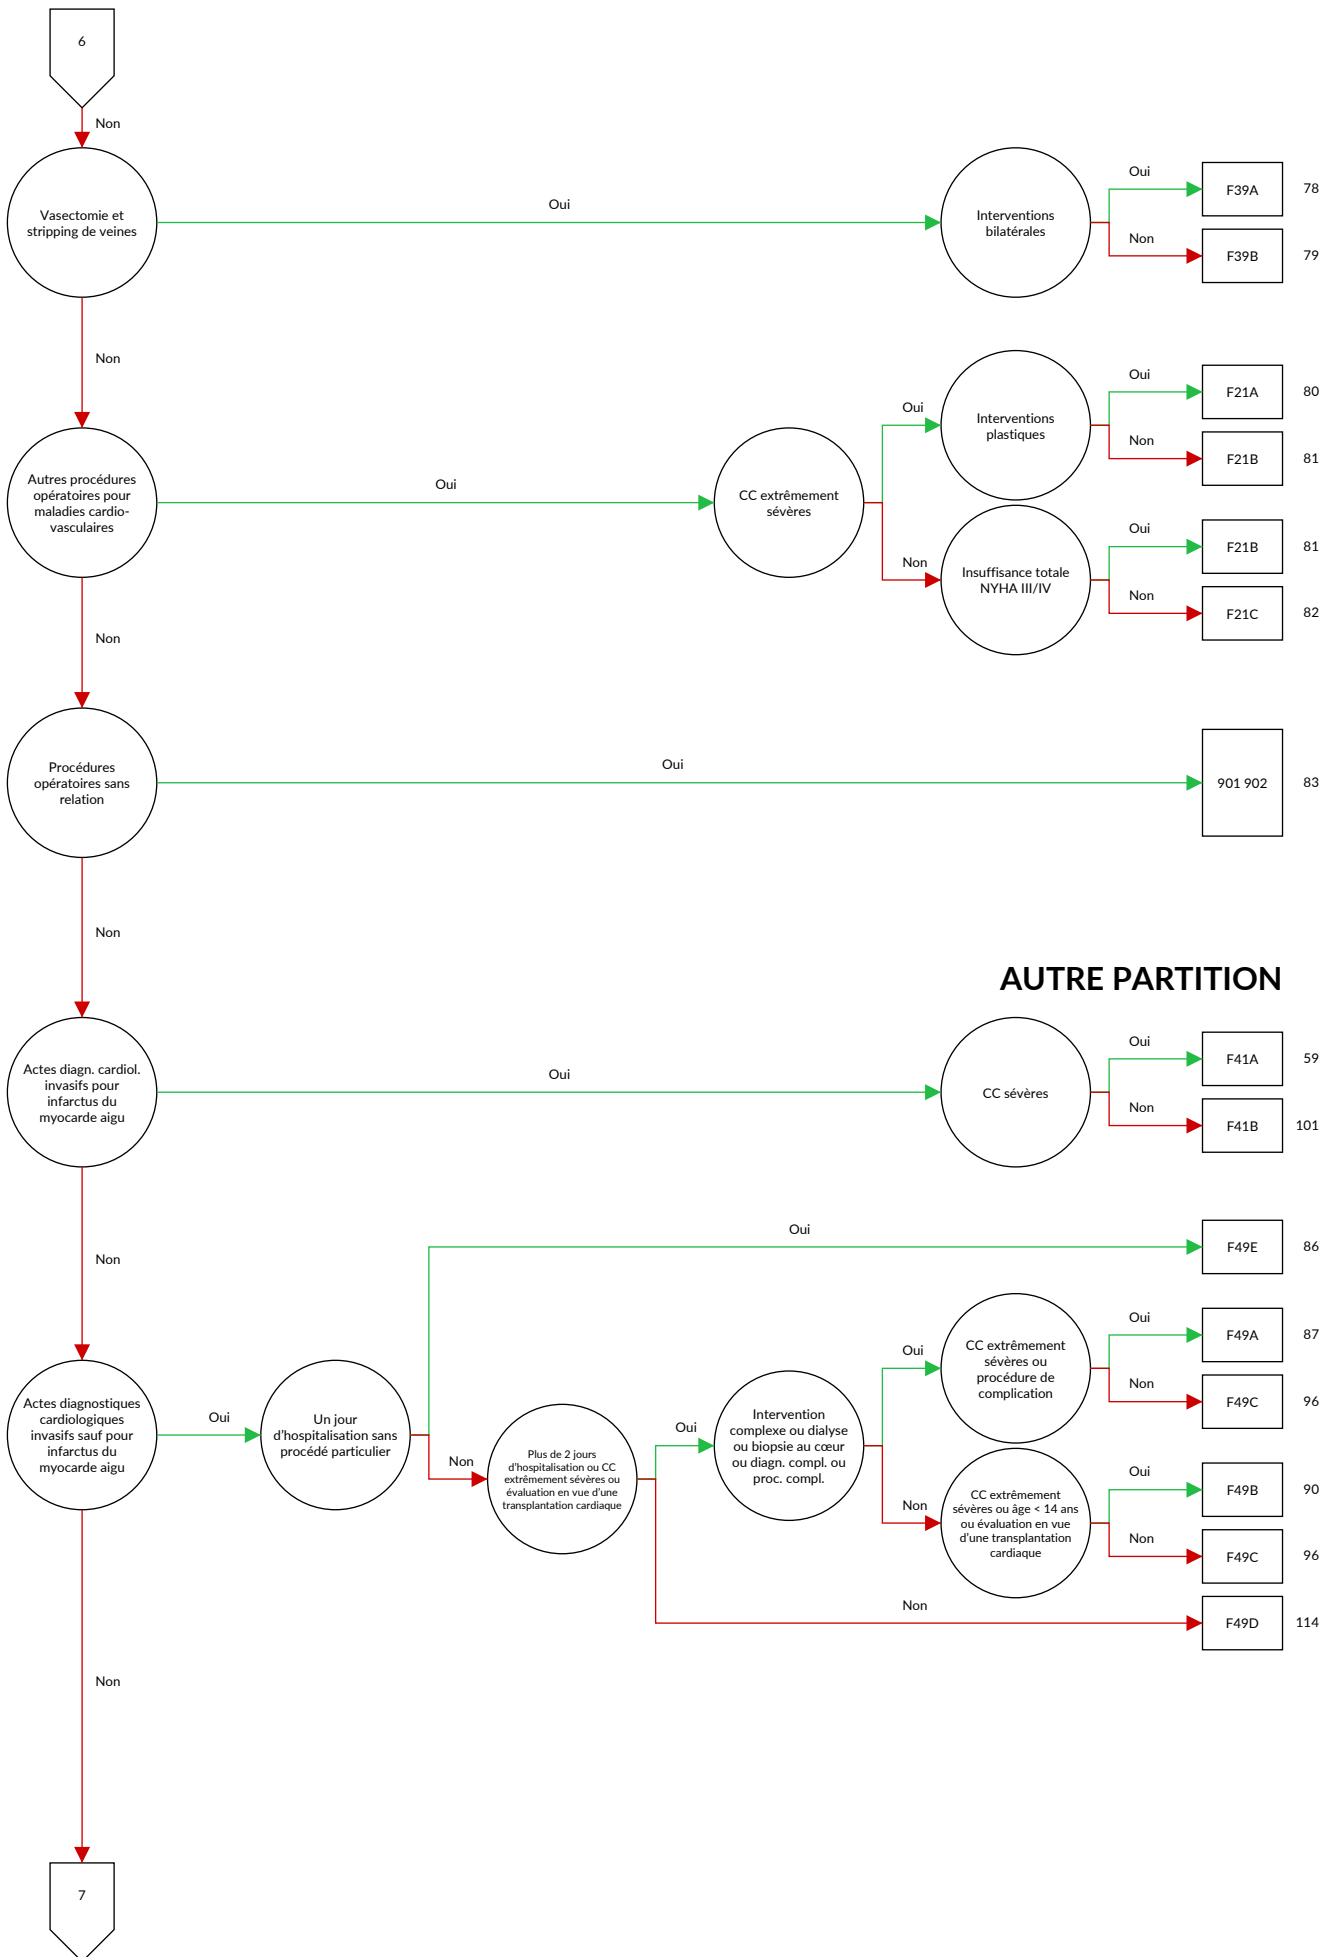 6
Non
Vasectomie et
stripping de veines
Oui
Interventions
bilatérales
Oui
F39A
78
Non
F39B
79
Non
Autres procédures
opératoires pour
maladies cardio-
vasculaires
Oui
CC extrêmement
sévères
Oui
Interventions
plastiques
Oui
F21A
80
Non
F21B
81
Non
Insuffisance totale
NYHA III/IV
Oui
F21B
81
Non
F21C
82
Non
Procédures
opératoires sans
relation
Oui
901 902
83
Non
AUTRE PARTITION
Actes diagn. cardiol.
invasifs pour
infarctus du
myocarde aigu
Oui
CC sévères
Oui
F41A
59
Non
F41B
101
Non
Actes diagnostiques
cardiologiques
invasifs sauf pour
infarctus du
myocarde aigu
Oui
Un jour
d'hospitalisation sans
procédé particulier
Oui
F49E
86
Non
Plus de 2 jours
d'hospitalisation ou CC
extrêmement sévères ou
évaluation en vue d'une
transplantation cardiaque
Oui
Intervention
complexe ou dialyse
ou biopsie au cœur
ou diagn. compl. ou
proc. compl.
Oui
CC extrêmement
sévères ou
procédure de
complication
Oui
F49A
87
Non
F49C
96
Non
CC extrêmement
sévères ou âge < 14 ans
ou évaluation en vue
d'une transplantation
cardiaque
Oui
F49B
90
Non
F49C
96
Non
F49D
114
Non
7